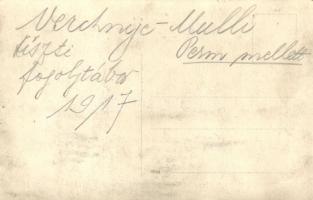 Verchnije-Mulli
tiszti Perm mellett
fogolytábor
1917